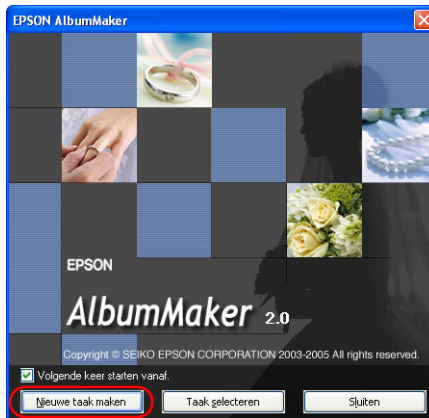 EPSON AlbumMaker
EPSON
AlbumMaker 2.0
Copyright © SEIKO EPSON CORPORATION 2003-2005 All rights reserved.
Volgende keer starten vanaf.
Nieuwe taak maken
Taak selecteren
Sluiten